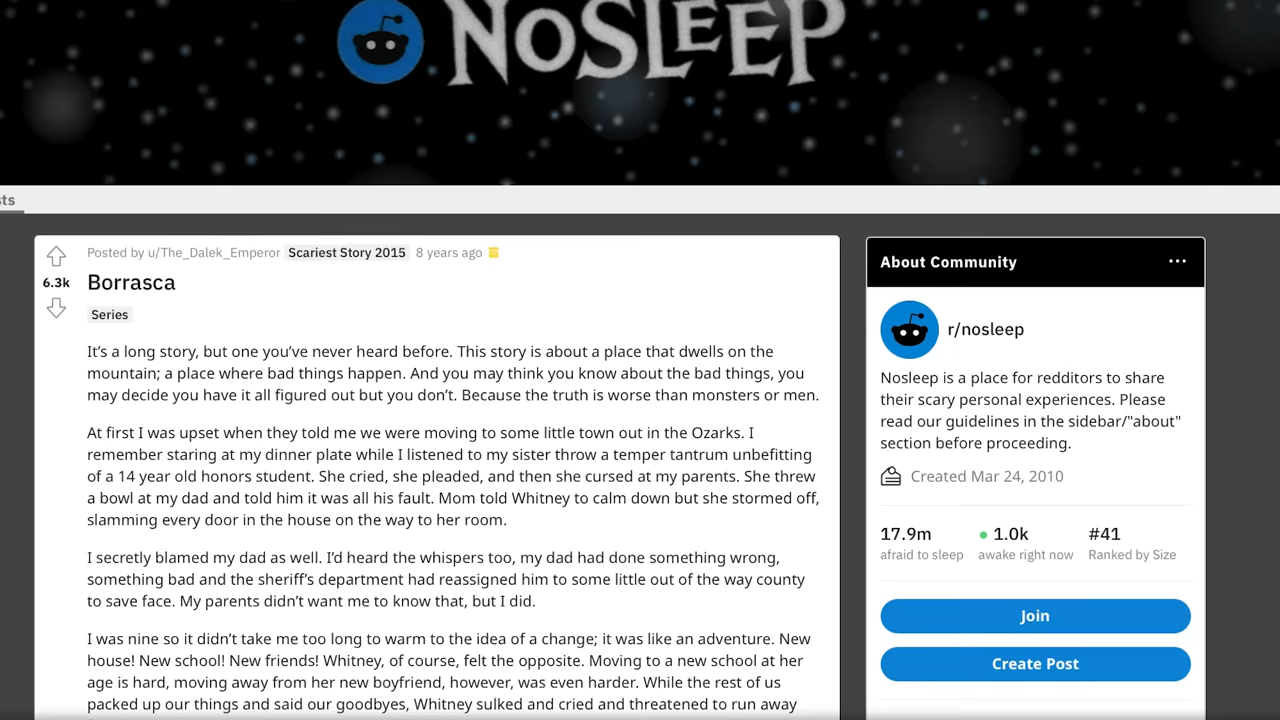 NoSLEEP
sts
Posted by u/The_Dalek_Emperor Scariest Story 2015 8 years ago
6.3k
Borrasca
Series
It’s a long story, but one you’ve never heard before. This story is about a place that dwells on the
mountain; a place where bad things happen. And you may think you know about the bad things, you
may decide you have it all figured out but you don’t. Because the truth is worse than monsters or men.
At first I was upset when they told me we were moving to some little town out in the Ozarks. I
remember staring at my dinner plate while I listened to my sister throw a temper tantrum unbefitting
of a 14 year old honors student. She cried, she pleaded, and then she cursed at my parents. She threw
a bowl at my dad and told him it was all his fault. Mom told Whitney to calm down but she stormed off,
slamming every door in the house on the way to her room.
I secretly blamed my dad as well. I’d heard the whispers too, my dad had done something wrong,
something bad and the sheriff’s department had reassigned him to some little out of the way county
to save face. My parents didn’t want me to know that, but I did.
I was nine so it didn’t take me too long to warm to the idea of a change; it was like an adventure. New
house! New school! New friends! Whitney, of course, felt the opposite. Moving to a new school at her
age is hard, moving away from her new boyfriend, however, was even harder. While the rest of us
packed up our things and said our goodbyes, Whitney sulked and cried and threatened to run away
About Community
r/nosleep
Nosleep is a place for redditors to share
their scary personal experiences. Please
read our guidelines in the sidebar/"about"
section before proceeding.
Created Mar 24, 2010
17.9m 1.0k #41
afraid to sleep awake right now Ranked by Size
Join
Create Post